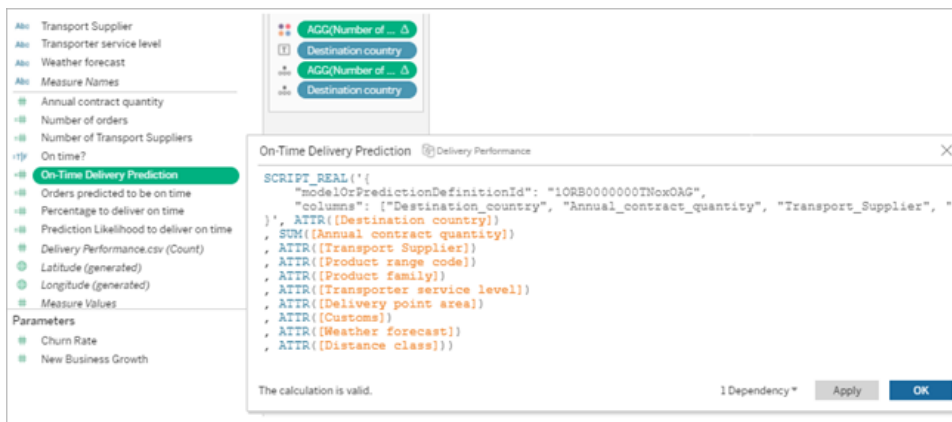 Abc Transport Supplier
Abc Transporter service level
Abc Weather forecast
Abc Measure Names
# Annual contract quantity
=# Number of orders
=# Number of Transport Suppliers
=T|F On time?
=# On-Time Delivery Prediction
=# Orders predicted to be on time
=# Percentage to deliver on time
=# Prediction Likelihood to deliver on time
# Delivery Performance.csv (Count)
Latitude (generated)
Longitude (generated)
# Measure Values
Parameters
# Churn Rate
# New Business Growth
AGG(Number of ... Δ
T Destination country
AGG(Number of ... Δ
Destination country
On-Time Delivery Prediction Delivery Performance
SCRIPT_REAL('{
"modelOrPredictionDefinitionId": "1ORB0000000TNoxOAG",
"columns": ["Destination_country", "Annual_contract_quantity", "Transport_Supplier", "
}', ATTR([Destination country])
, SUM([Annual contract quantity])
, ATTR([Transport Supplier])
, ATTR([Product range code])
, ATTR([Product family])
, ATTR([Transporter service level])
, ATTR([Delivery point area])
, ATTR([Customs])
, ATTR([Weather forecast])
, ATTR([Distance class]))
The calculation is valid.
1 Dependency
Apply
OK